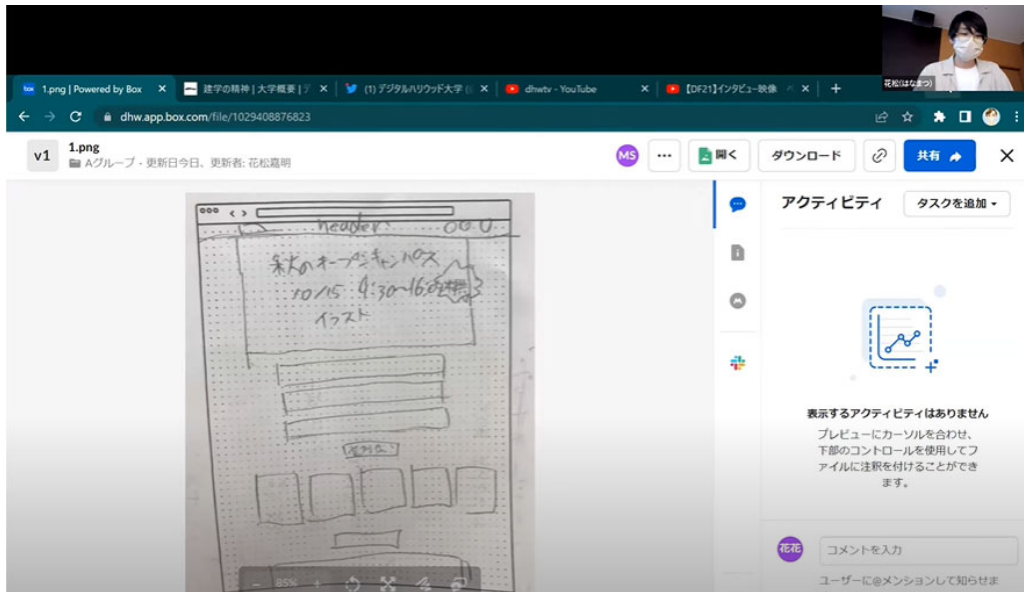 花松(はなまつ)
1.png | Powered by Box
建学の精神 | 大学概要 | デ
(1) デジタルハリウッド大学 (
dhwtv - YouTube
【DF21】インタビュー映像
dhw.app.box.com/file/1029408876823
v1
1.png
Aグループ・更新日今日、更新者: 花松嘉明
MS
開く
ダウンロード
共有
アクティビティ
タスクを追加
header
秋のオープンキャンパス
10/15
イラスト
表示するアクティビティはありません
プレビューにカーソルを合わせ、
下部のコントロールを使用してフ
ァイルに注釈を付けることができ
ます。
85%
花花
コメントを入力
ユーザーに@メンションして知らせま